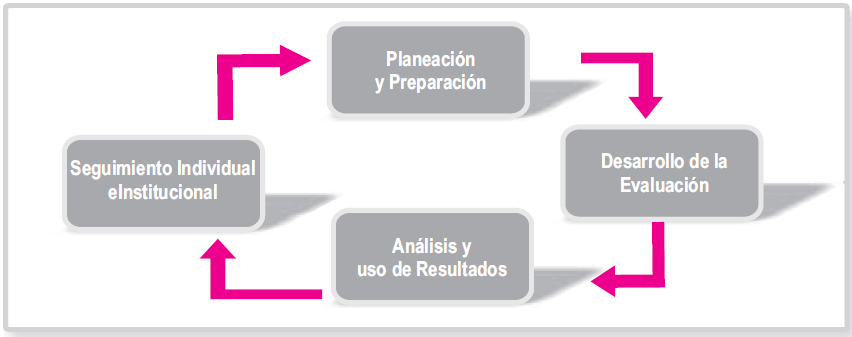 Planeación
y Preparación
Desarrollo de la
Evaluación
Análisis y
uso de Resultados
Seguimiento Individual
eInstitucional